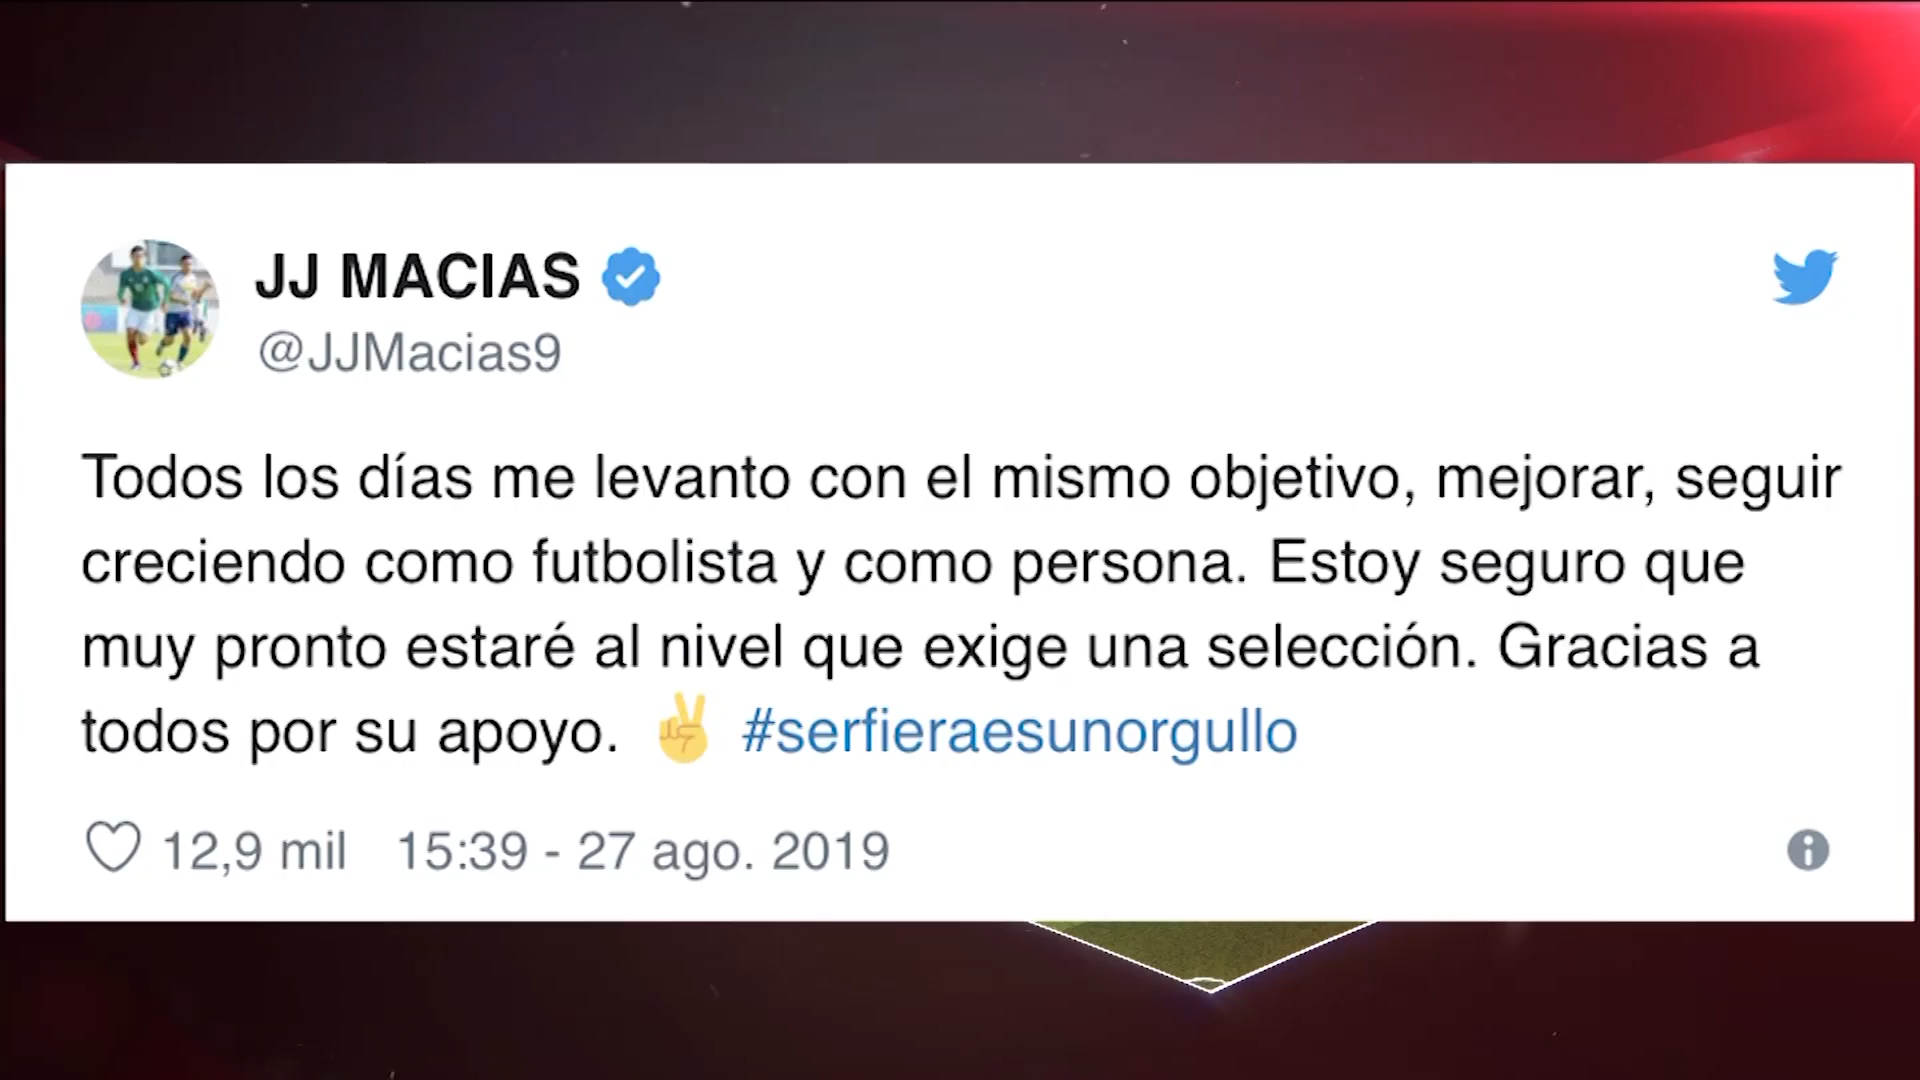 JJ MACIAS
@JJMacias9
Todos los días me levanto con el mismo objetivo, mejorar, seguir
creciendo como futbolista y como persona. Estoy seguro que
muy pronto estaré al nivel que exige una selección. Gracias a
todos por su apoyo. ✌ #serfieraesunorgullo
12,9 mil 15:39 - 27 ago. 2019